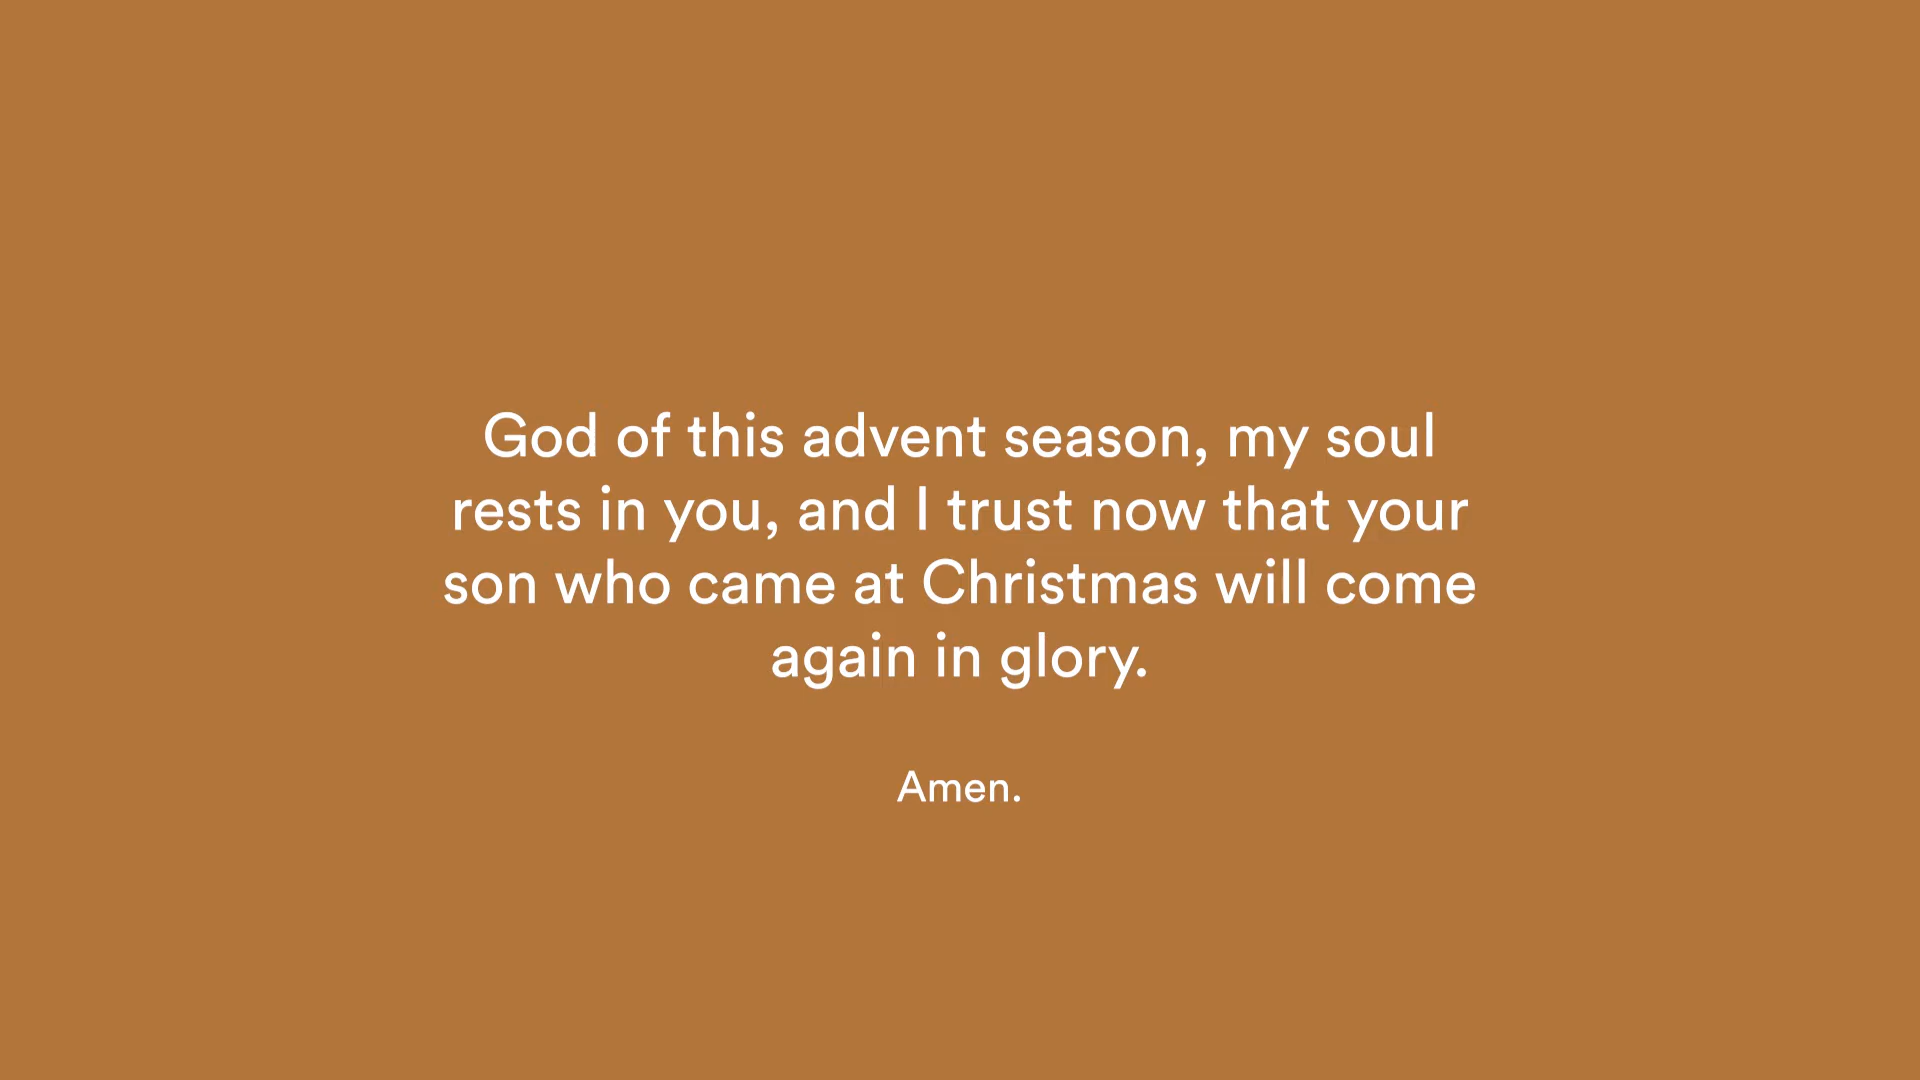 God of this advent season, my soul
rests in you, and I trust now that your
son who came at Christmas will come
again in glory.
Amen.